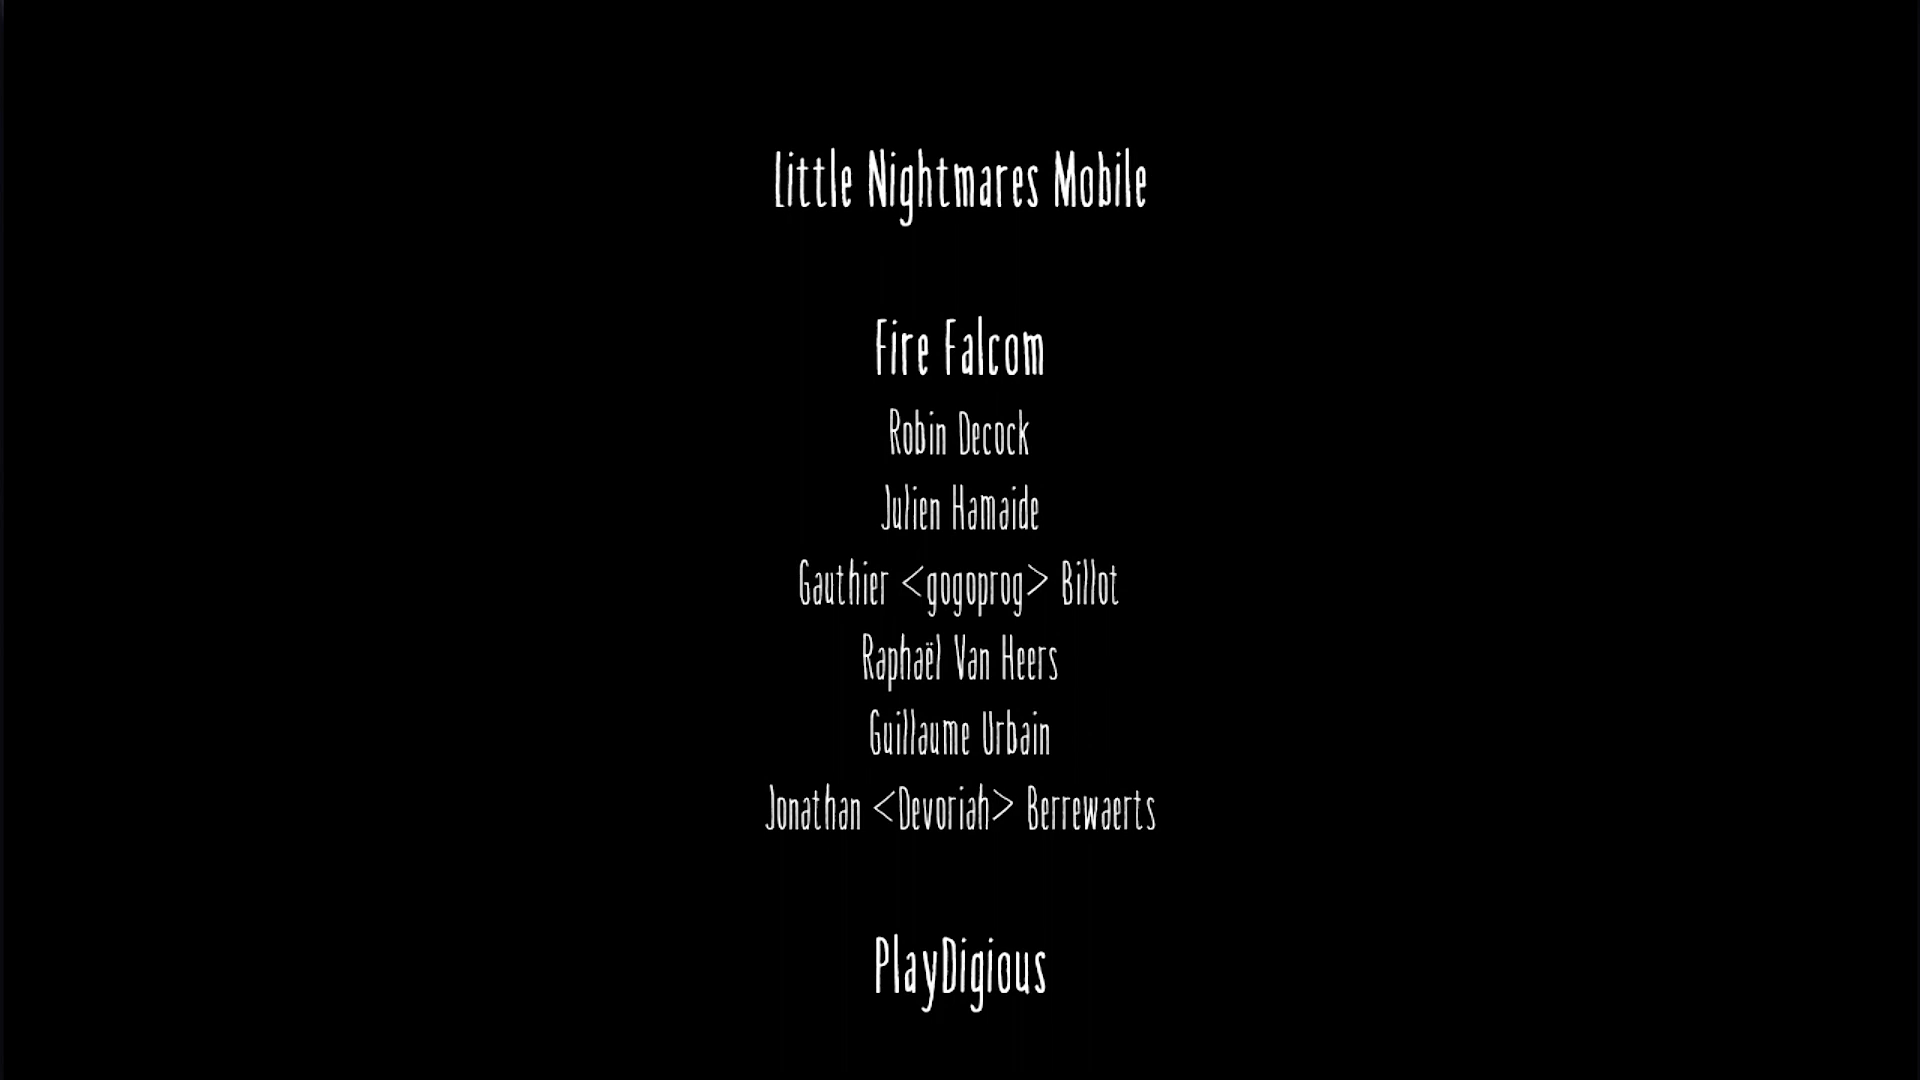 Little Nightmares Mobile
Fire Falcom
Robin Decock
Julien Hamaide
Gauthier <gogoprog> Billot
Raphaël Van Heers
Guillaume Urbain
Jonathan <Devoriah> Berrewaerts
PlayDigious